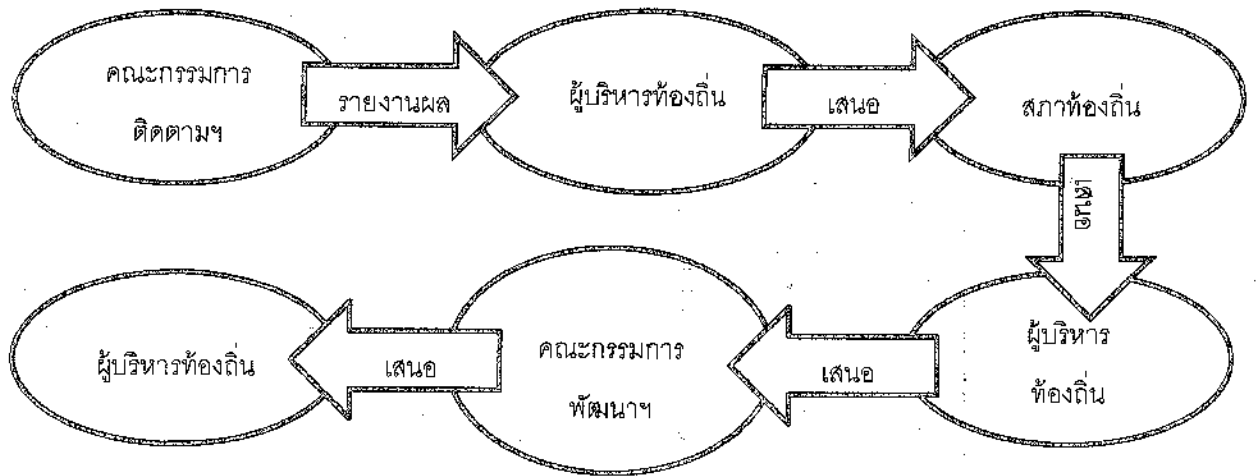 คณะกรรมการ
ติดตามฯ
รายงานผล
ผู้บริหารท้องถิ่น
เสนอ
สภาท้องถิ่น
เสนอ
ผู้บริหาร
ท้องถิ่น
เสนอ
คณะกรรมการ
พัฒนาฯ
เสนอ
ผู้บริหารท้องถิ่น